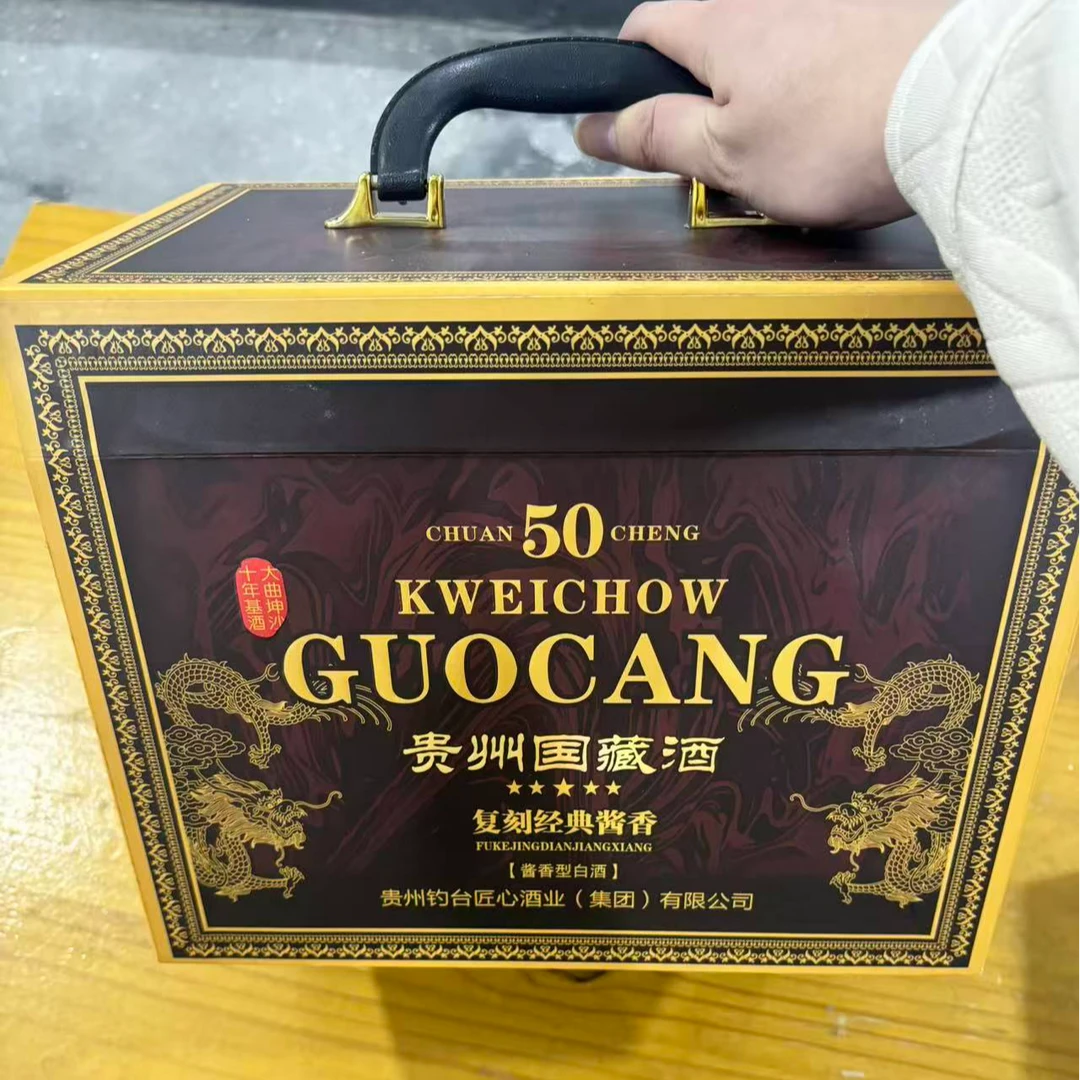 CHUAN 50 CHENG
KWEICHOW
大曲坤沙
十年基酒
GUOCANG
贵州国藏酒
复刻经典酱香
FUKEJINGDIANJIANGXIANG
【酱香型白酒】
贵州钓台匠心酒业（集团）有限公司